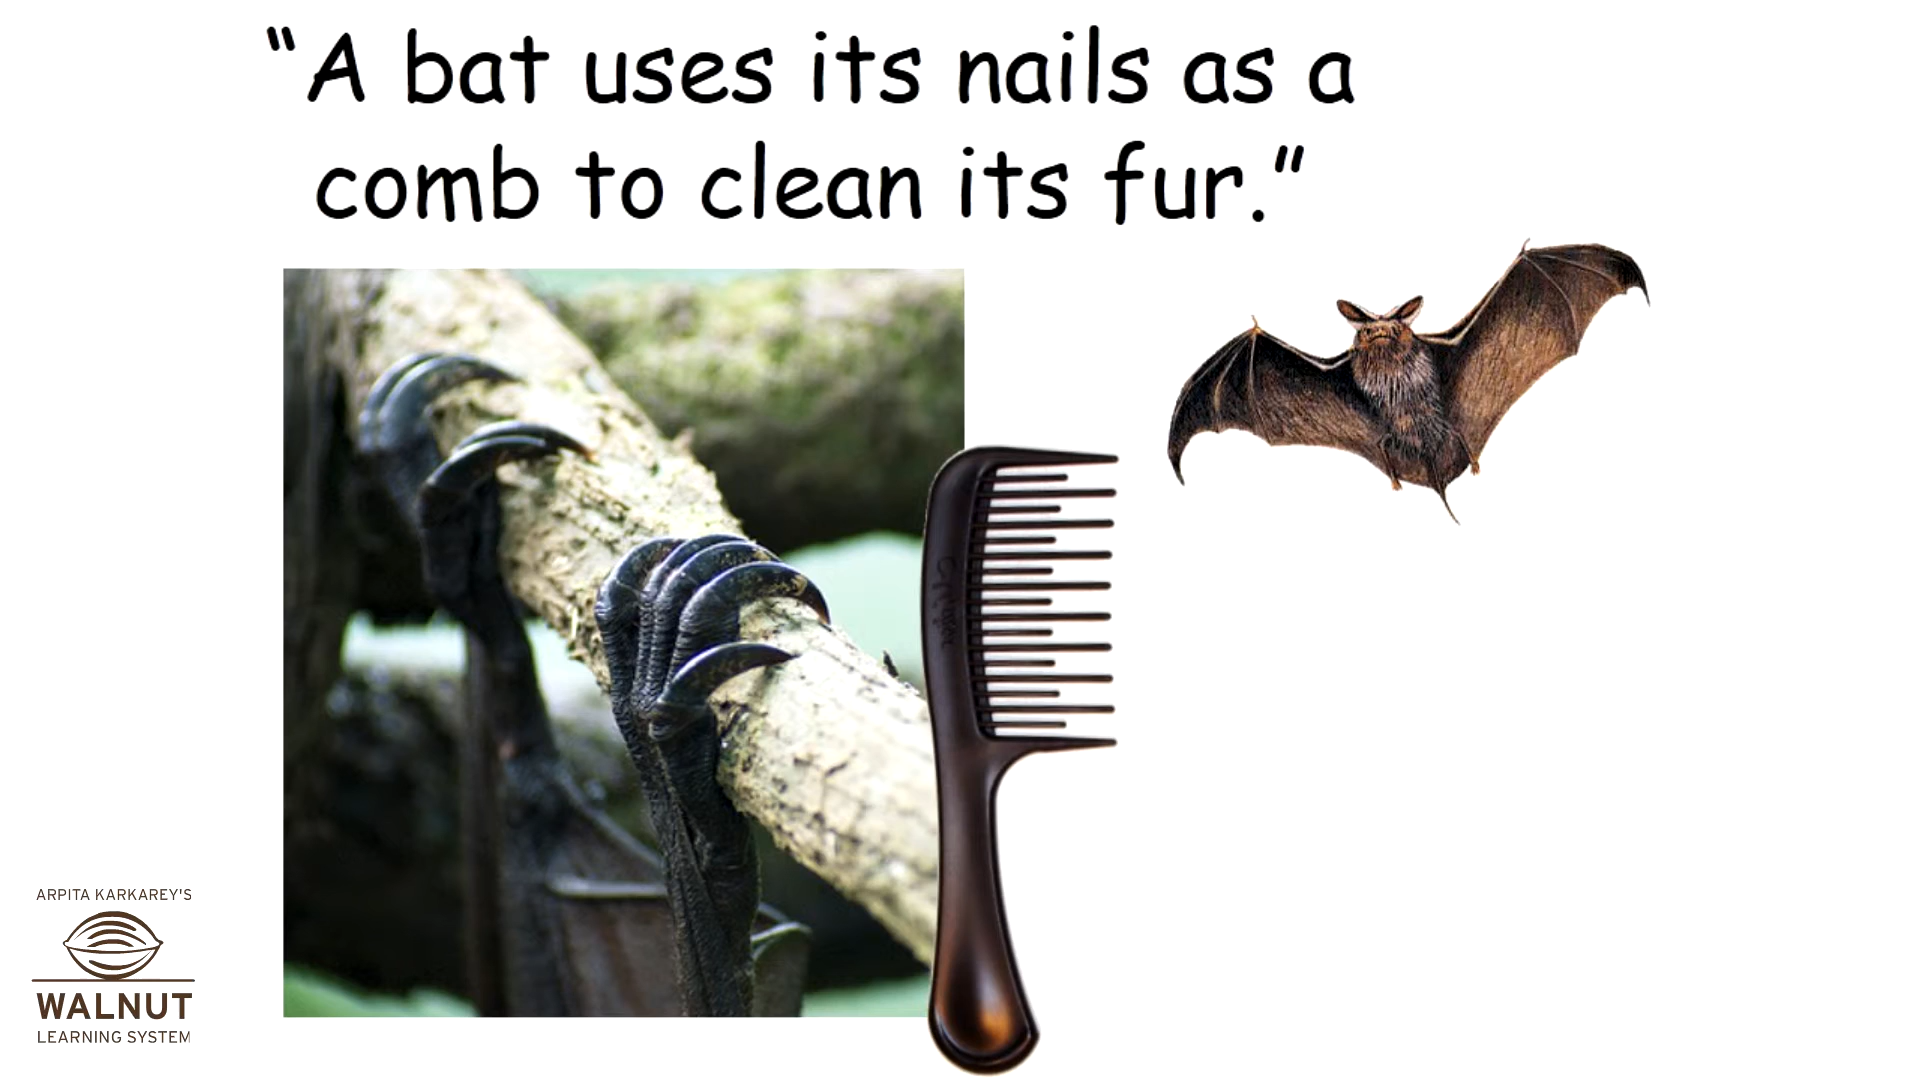 “A bat uses its nails as a
comb to clean its fur.”
ARPITA KARKAREY'S
WALNUT
LEARNING SYSTEM